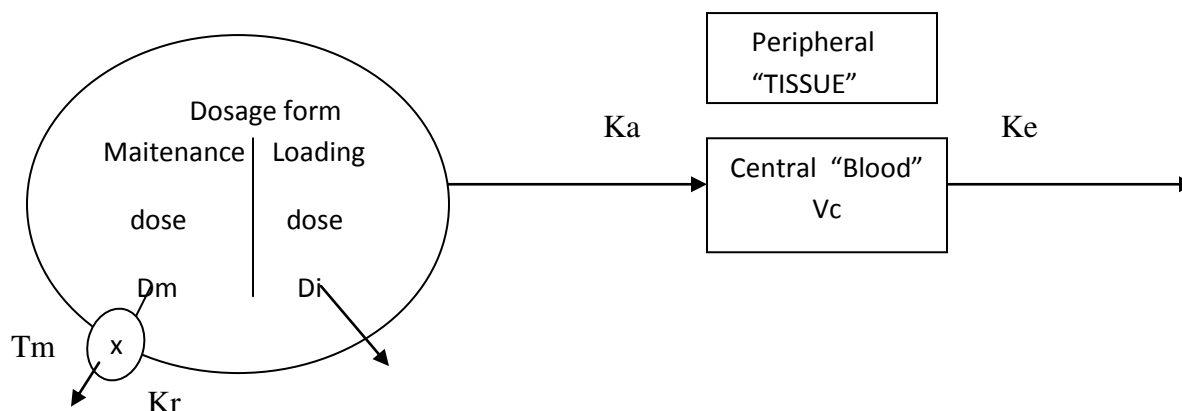 Peripheral
“TISSUE”
Dosage form
Maitenance Loading
dose dose
Dm Di
Tm
x
Kr
Ka
Central “Blood”
Vc
Ke